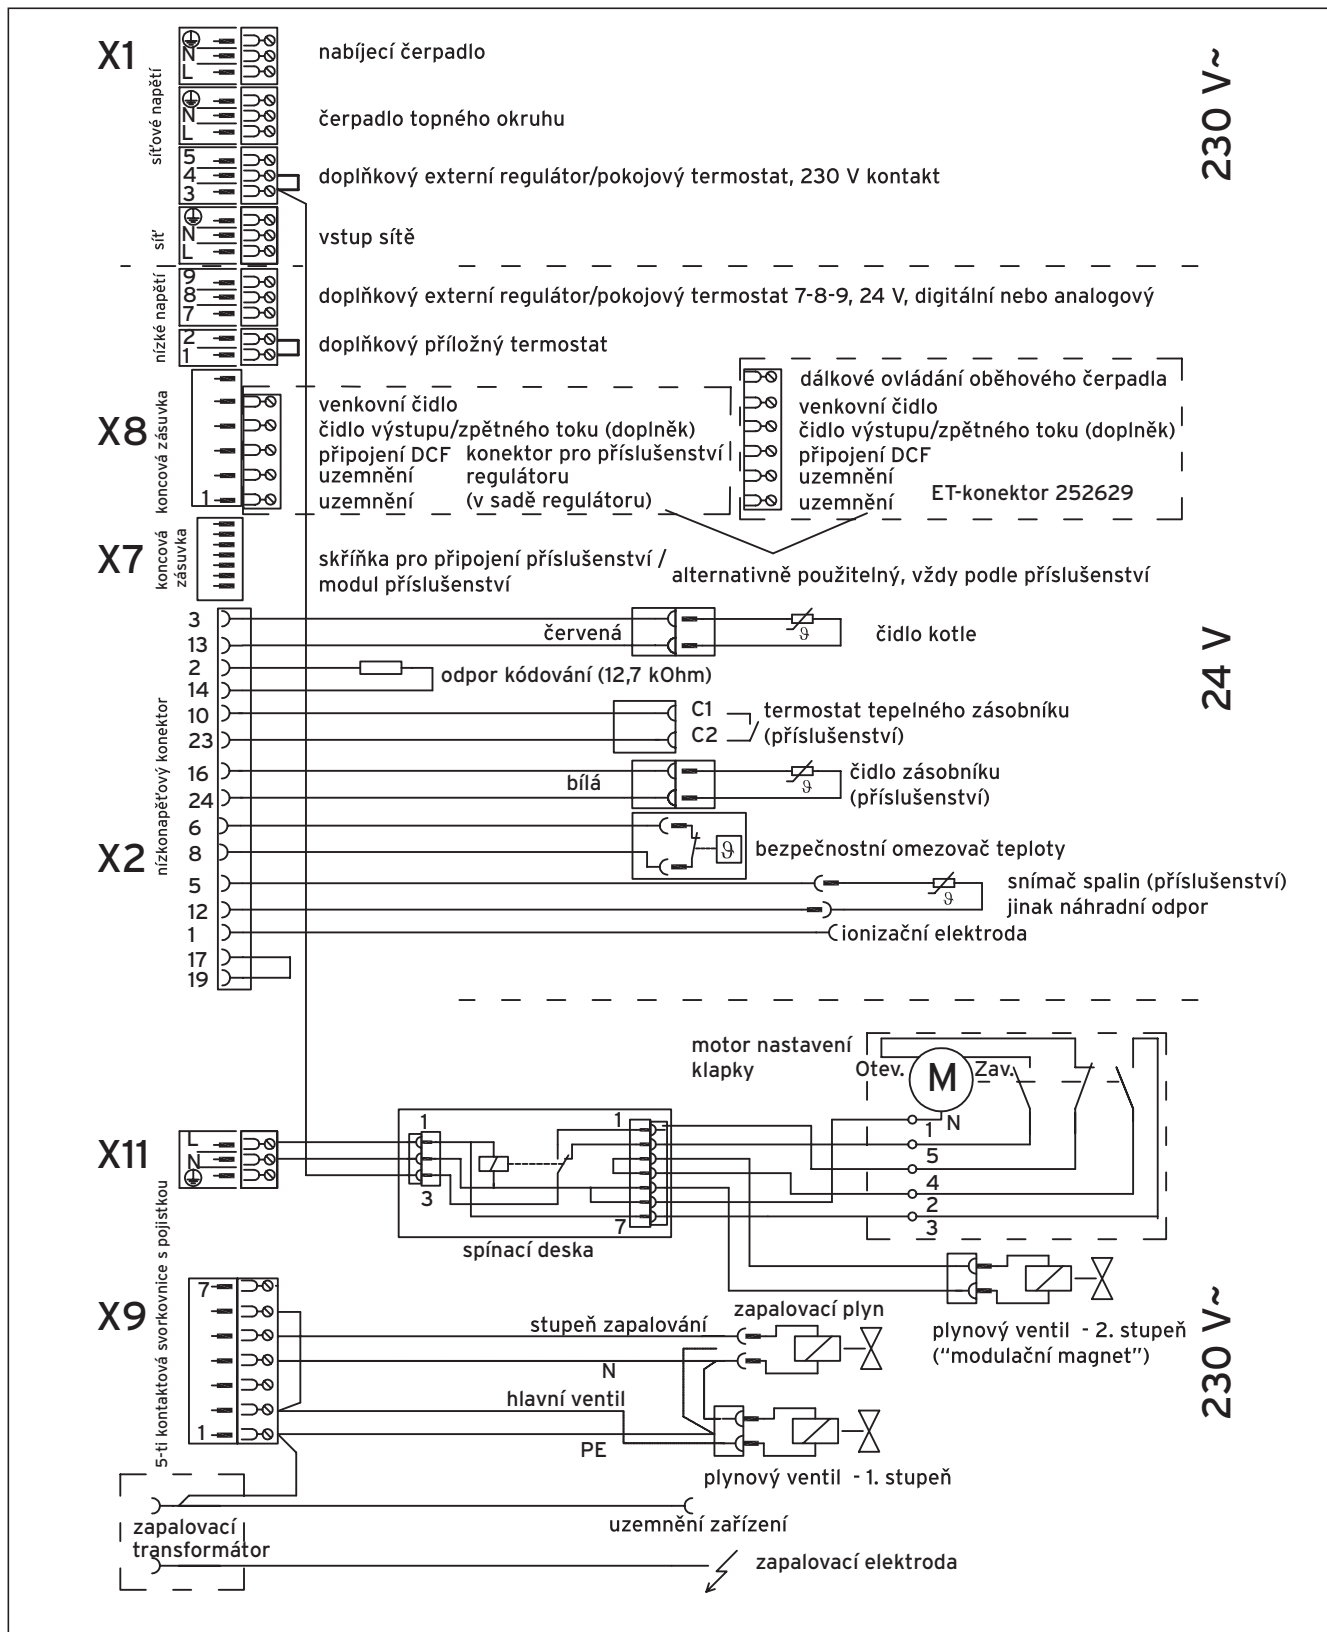 X1
síťové napětí
N
L
nabíjecí čerpadlo
N
L
čerpadlo topného okruhu
5
4
3
doplňkový externí regulátor/pokojový termostat, 230 V kontakt
síť
N
L
vstup sítě
230 V~
nízké napětí
9
8
7
doplňkový externí regulátor/pokojový termostat 7-8-9, 24 V, digitální nebo analogový
2
1
doplňkový příložný termostat
X8
koncová zásuvka
1
venkovní čidlo
čidlo výstupu/zpětného toku (doplněk)
připojení DCF
uzemnění
uzemnění
konektor pro příslušenství
regulátoru
(v sadě regulátoru)
dálkové ovládání oběhového čerpadla
venkovní čidlo
čidlo výstupu/zpětného toku (doplněk)
připojení DCF
uzemnění
uzemnění
ET-konektor 252629
X7
koncová
zásuvka
skříňka pro připojení příslušenství /
modul příslušenství
alternativně použitelný, vždy podle příslušenství
24 V
X2
nízkonapěťový konektor
3
13
červená
ϑ
čidlo kotle
2
14
odpor kódování (12,7 kOhm)
10
23
C1
C2
termostat tepelného zásobníku
(příslušenství)
16
24
bílá
ϑ
čidlo zásobníku
(příslušenství)
6
8
ϑ
bezpečnostní omezovač teploty
5
12
ϑ
snímač spalin (příslušenství)
jinak náhradní odpor
1
ionizační elektroda
17
19
motor nastavení
klapky
Otev.
M
Zav.
N
1
5
4
2
3
X11
L
N
1
3
1
7
spínací deska
5-ti kontaktová svorkovnice s pojistkou
X9
7
1
stupeň zapalování
N
hlavní ventil
PE
zapalovací plyn
plynový ventil - 2. stupeň
(“modulační magnet”)
plynový ventil - 1. stupeň
230 V~
zapalovací
transformátor
uzemnění zařízení
zapalovací elektroda